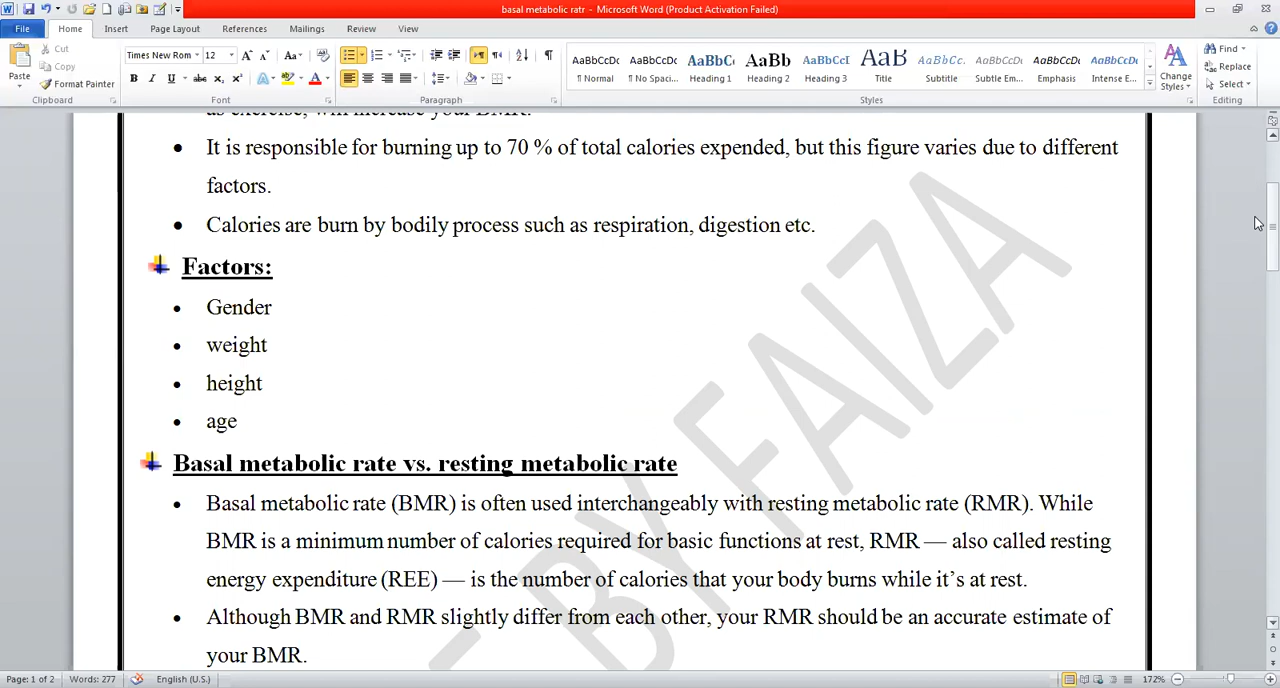 basal metabolic ratr - Microsoft Word (Product Activation Failed)
File Home Insert Page Layout References Mailings Review View
Paste
Cut
Copy
Format Painter
Clipboard
Times New Rom 12
Font
Paragraph
AaBbCcDc AaBbCcDc AaBbC AaBb AaBbCcI AaB AaBbCc. AaBbCcDc AaBbCcDc AaBbCcDc
¶ Normal ¶ No Spaci... Heading 1 Heading 2 Heading 3 Title Subtitle Subtle Em... Emphasis Intense E...
Styles
Change Styles
Find
Replace
Select
Editing
as exercise, will increase your BMR.
• It is responsible for burning up to 70 % of total calories expended, but this figure varies due to different
factors.
• Calories are burn by bodily process such as respiration, digestion etc.
Factors:
• Gender
• weight
• height
• age
Basal metabolic rate vs. resting metabolic rate
• Basal metabolic rate (BMR) is often used interchangeably with resting metabolic rate (RMR). While
BMR is a minimum number of calories required for basic functions at rest, RMR — also called resting
energy expenditure (REE) — is the number of calories that your body burns while it’s at rest.
• Although BMR and RMR slightly differ from each other, your RMR should be an accurate estimate of
your BMR.
BY FAIZA
Page: 1 of 2 Words: 277 English (U.S.) 172%